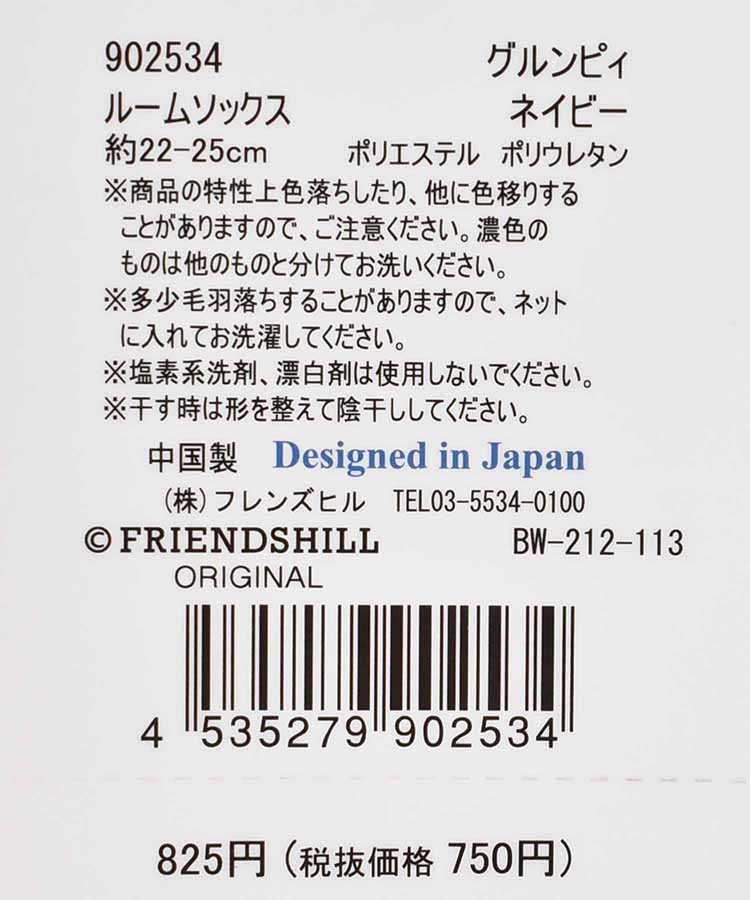 902534 グルンピィ
ルームソックス ネイビー
約22-25cm ポリエステル ポリウレタン
※商品の特性上色落ちしたり、他に色移りする
ことがありますので、ご注意ください。濃色の
ものは他のものと分けてお洗いください。
※多少毛羽落ちすることがありますので、ネット
に入れてお洗濯してください。
※塩素系洗剤、漂白剤は使用しないでください。
※干す時は形を整えて陰干ししてください。
中国製 Designed in Japan
(株)フレンズヒル TEL03-5534-0100
© FRIENDSHILL BW-212-113
ORIGINAL
4 535279 902534
825円(税抜価格 750円)